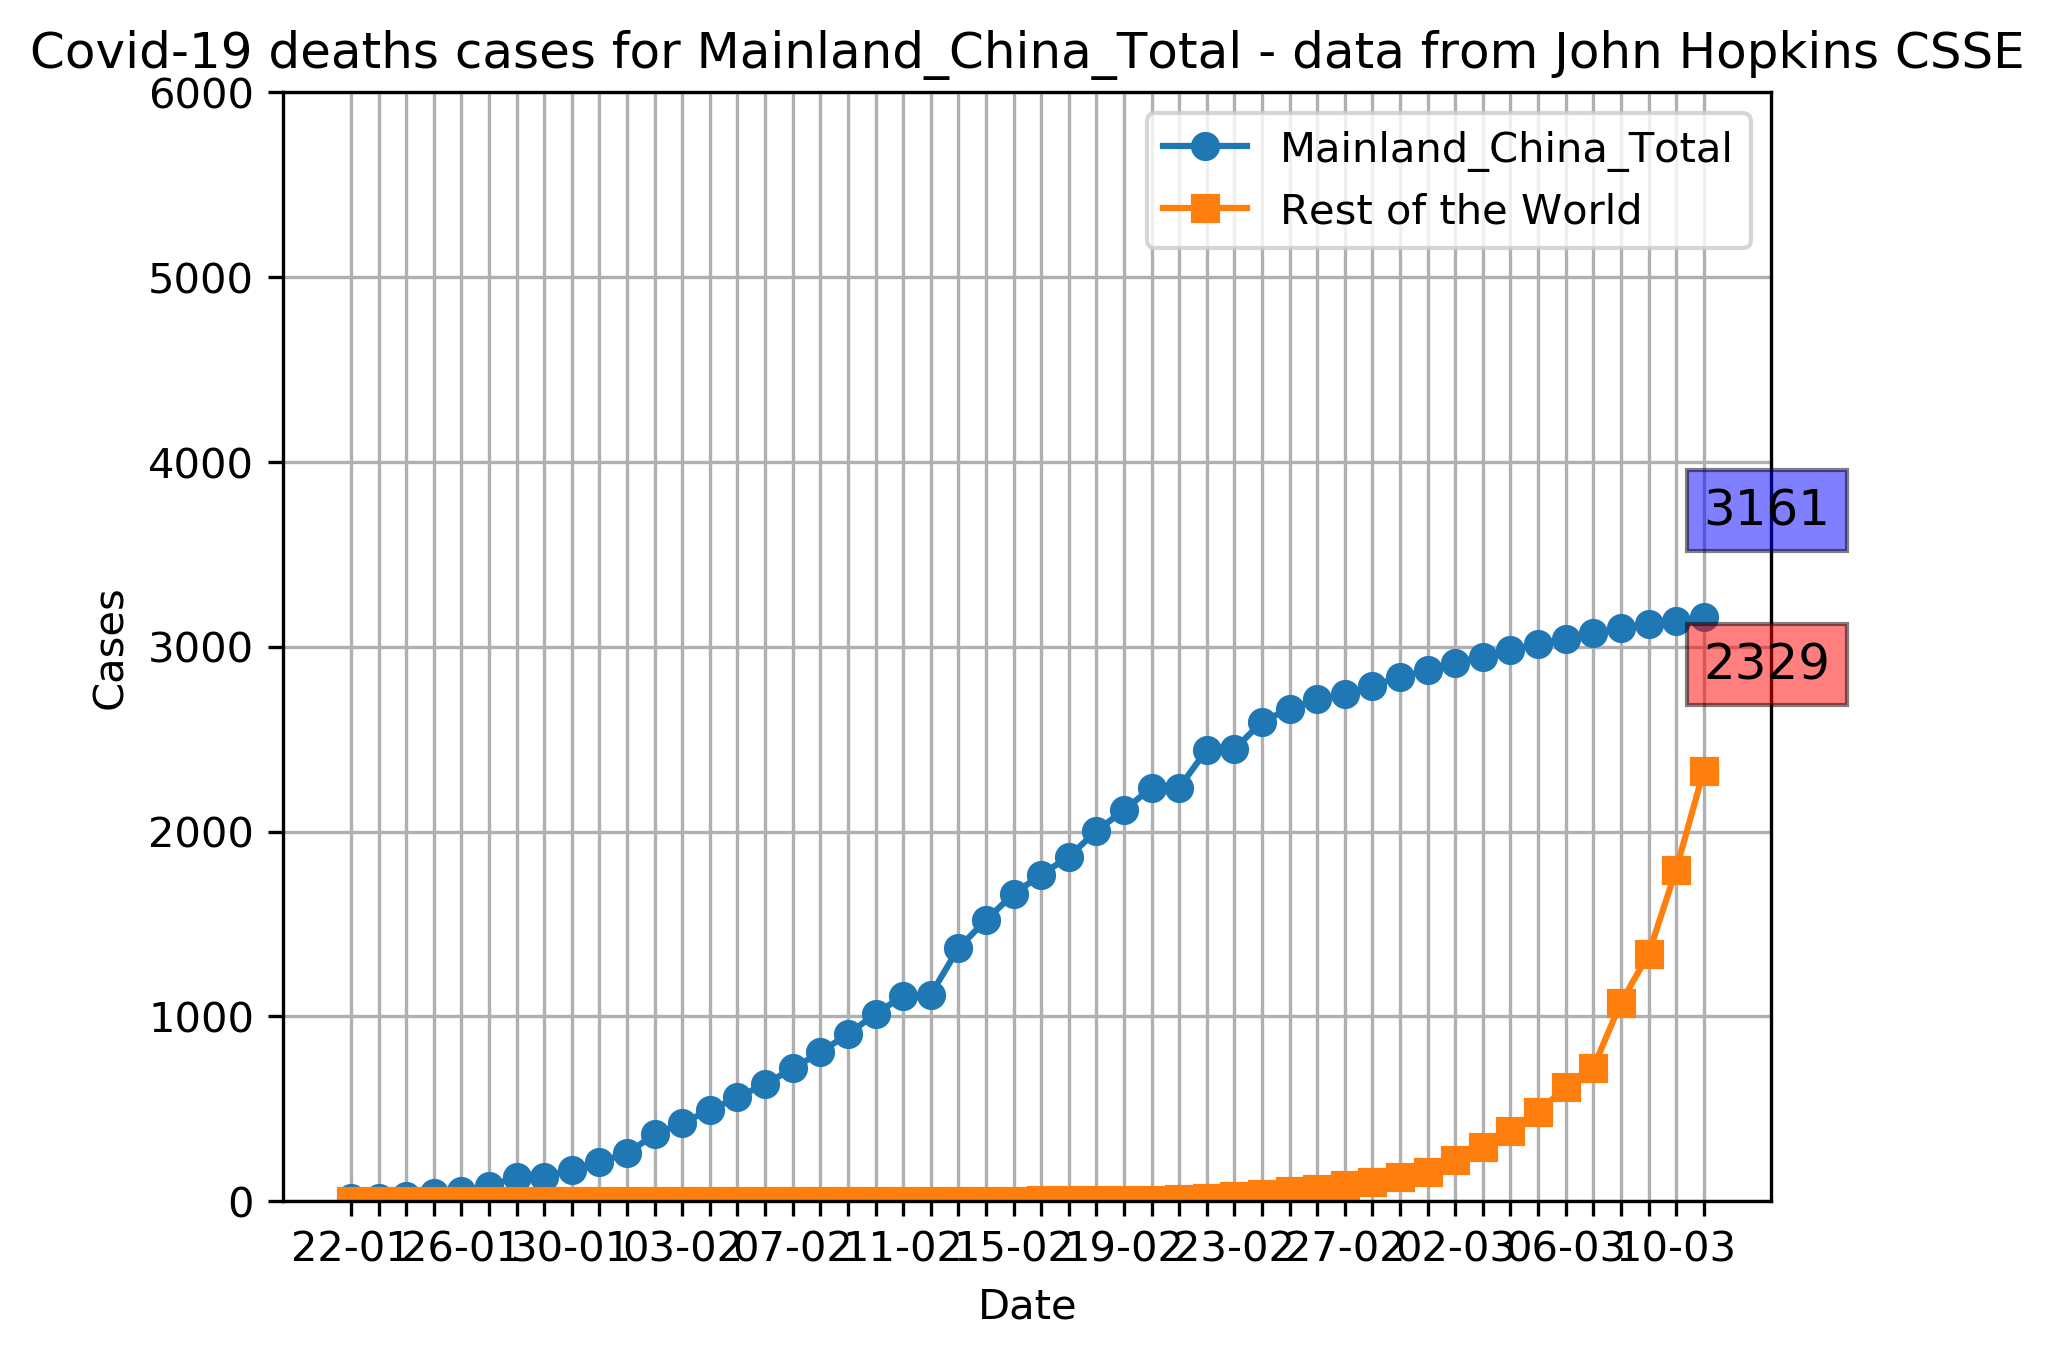 Covid-19 deaths cases for Mainland_China_Total - data from John Hopkins CSSE
Mainland_China_Total
Rest of the World
6000
5000
4000
3000
2000
1000
0
Cases
3161
2329
22-01 26-01 30-01 03-02 07-02 11-02 15-02 19-02 23-02 27-02 02-03 06-03 10-03
Date